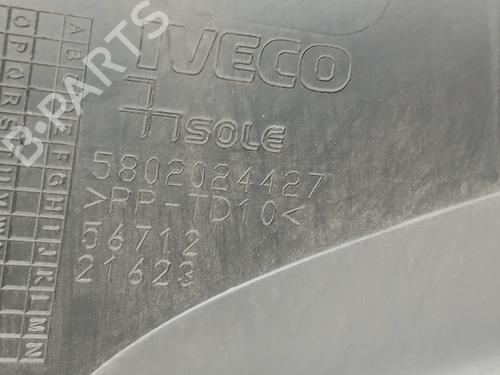 IVECO
SOLE
5802024427
>PP-TD10<
56712
21623
A B
F G H I J K L M N
O P Q R S
B-PARTS